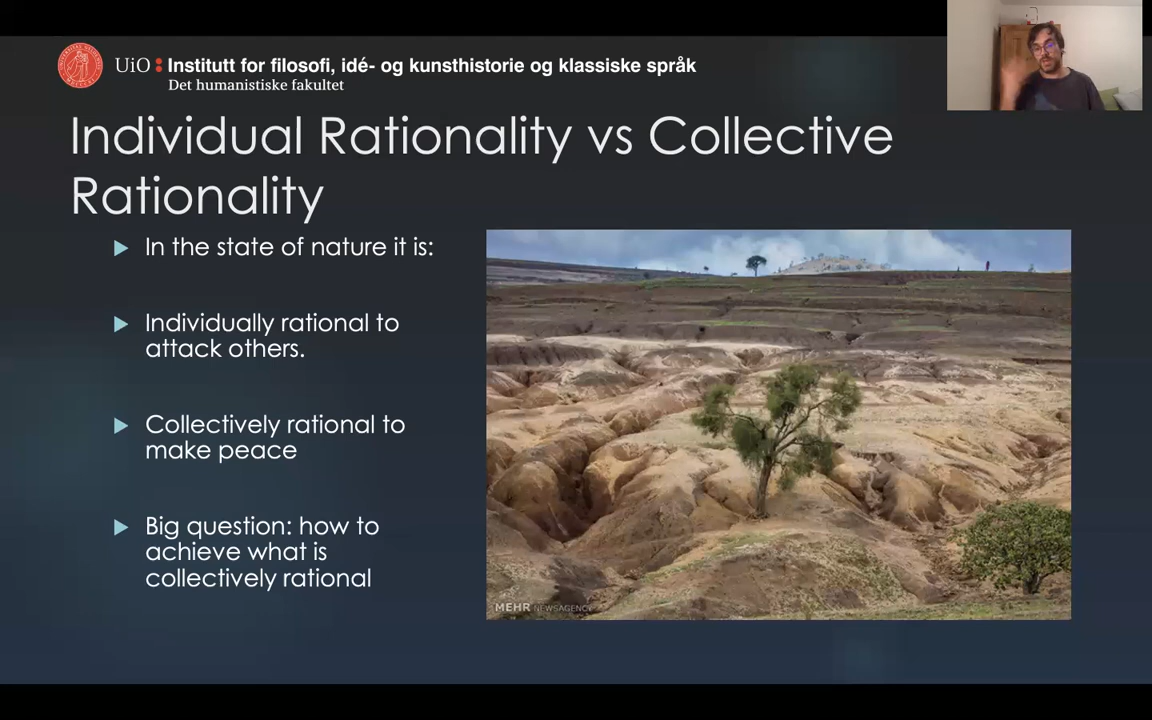 UiO : Institutt for filosofi, idé- og kunsthistorie og klassiske språk
Det humanistiske fakultet
Individual Rationality vs Collective
Rationality
In the state of nature it is:
Individually rational to
attack others.
Collectively rational to
make peace
Big question: how to
achieve what is
collectively rational
MEHR NEWSAGENCY